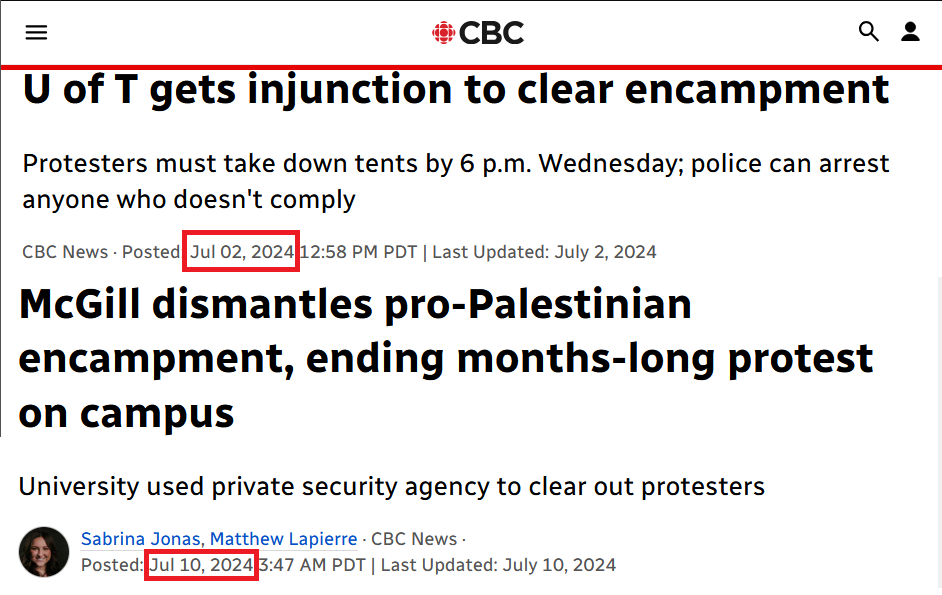 CBC
U of T gets injunction to clear encampment
Protesters must take down tents by 6 p.m. Wednesday; police can arrest
anyone who doesn't comply
CBC News · Posted: Jul 02, 2024 12:58 PM PDT | Last Updated: July 2, 2024
McGill dismantles pro-Palestinian
encampment, ending months-long protest
on campus
University used private security agency to clear out protesters
Sabrina Jonas, Matthew Lapierre · CBC News ·
Posted: Jul 10, 2024 3:47 AM PDT | Last Updated: July 10, 2024